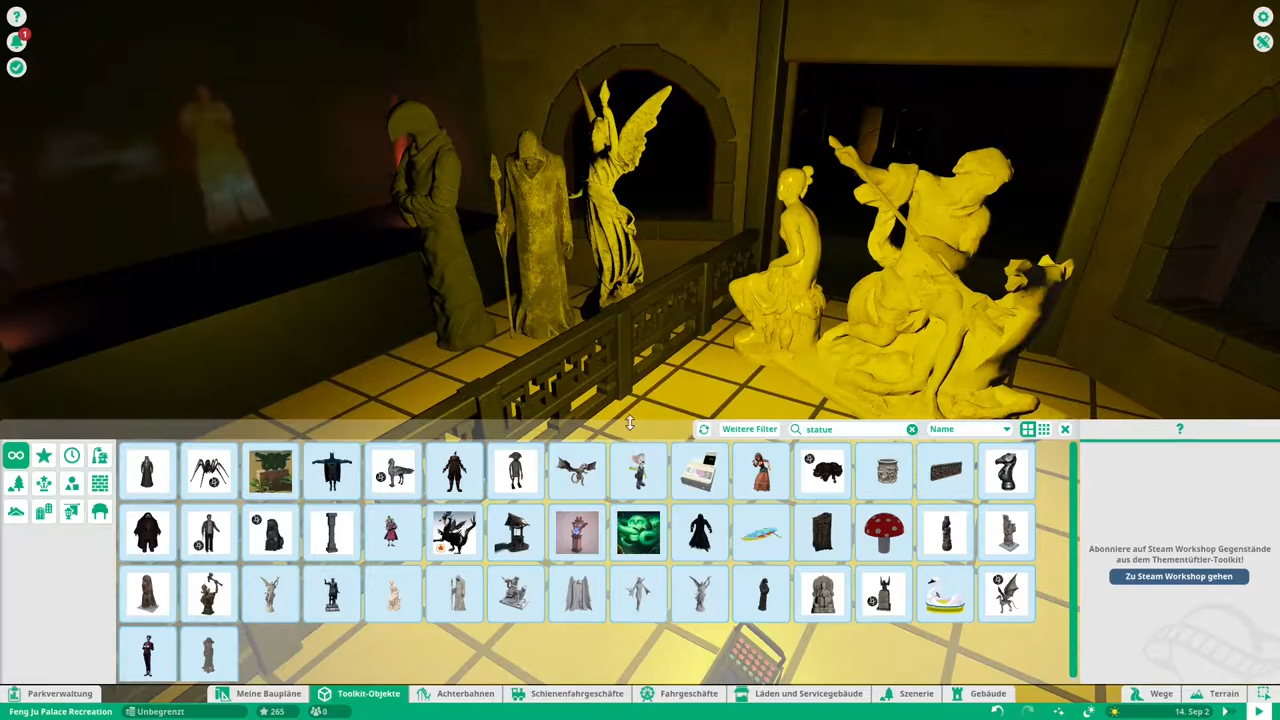 ?
1
Weitere Filter
statue
Name
?
Abonniere auf Steam Workshop Gegenstände
aus dem Thementüftler-Toolkit!
Zu Steam Workshop gehen
Parkverwaltung
Meine Baupläne
Toolkit-Objekte
Achterbahnen
Schienenfahrgeschäfte
Fahrgeschäfte
Läden und Servicegebäude
Szenerie
Gebäude
Wege
Terrain
Feng Ju Palace Recreation
Unbegrenzt
265
0
14. Sep 2